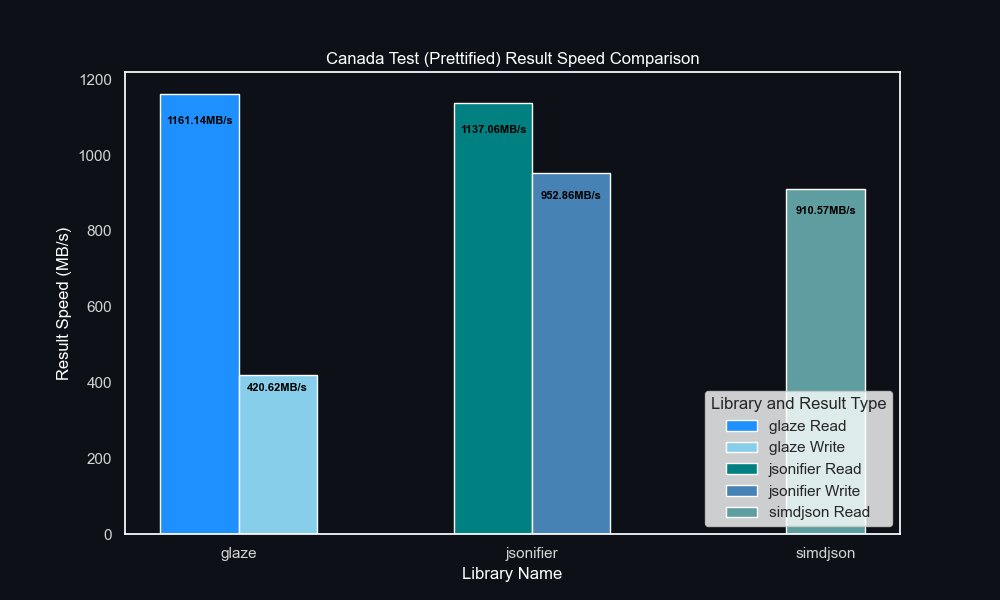 Canada Test (Prettified) Result Speed Comparison
Result Speed (MB/s)
1200
1000
800
600
400
200
0
1161.14MB/s
420.62MB/s
1137.06MB/s
952.86MB/s
910.57MB/s
Library and Result Type
glaze Read
glaze Write
jsonifier Read
jsonifier Write
simdjson Read
glaze
jsonifier
simdjson
Library Name